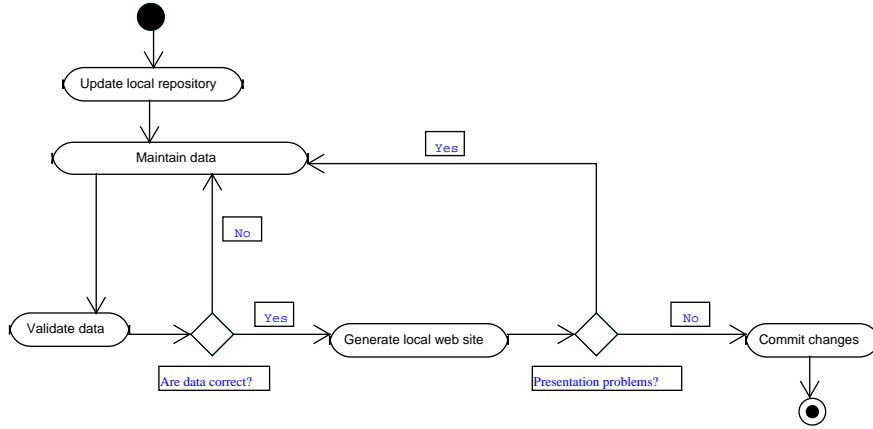 Update local repository
Maintain data
Yes
No
Validate data
Yes
Generate local web site
No
Commit changes
Are data correct?
Presentation problems?